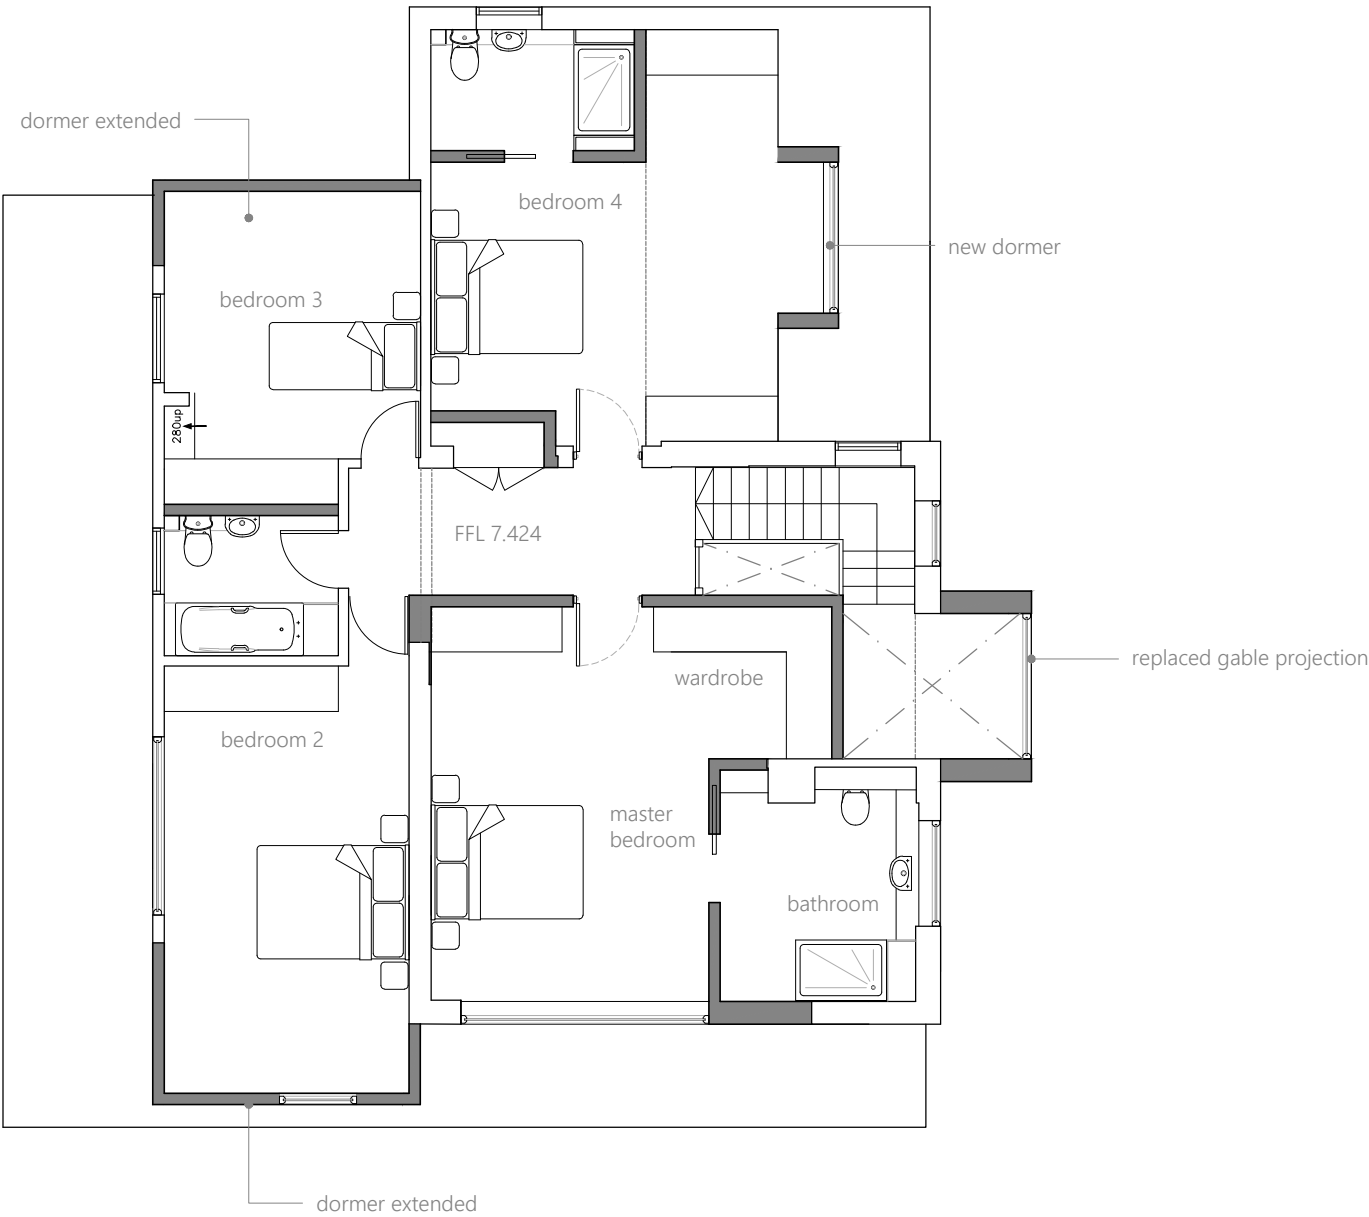 dormer extended
bedroom 4
new dormer
bedroom 3
280up
FFL 7.424
replaced gable projection
wardrobe
bedroom 2
master
bedroom
bathroom
dormer extended